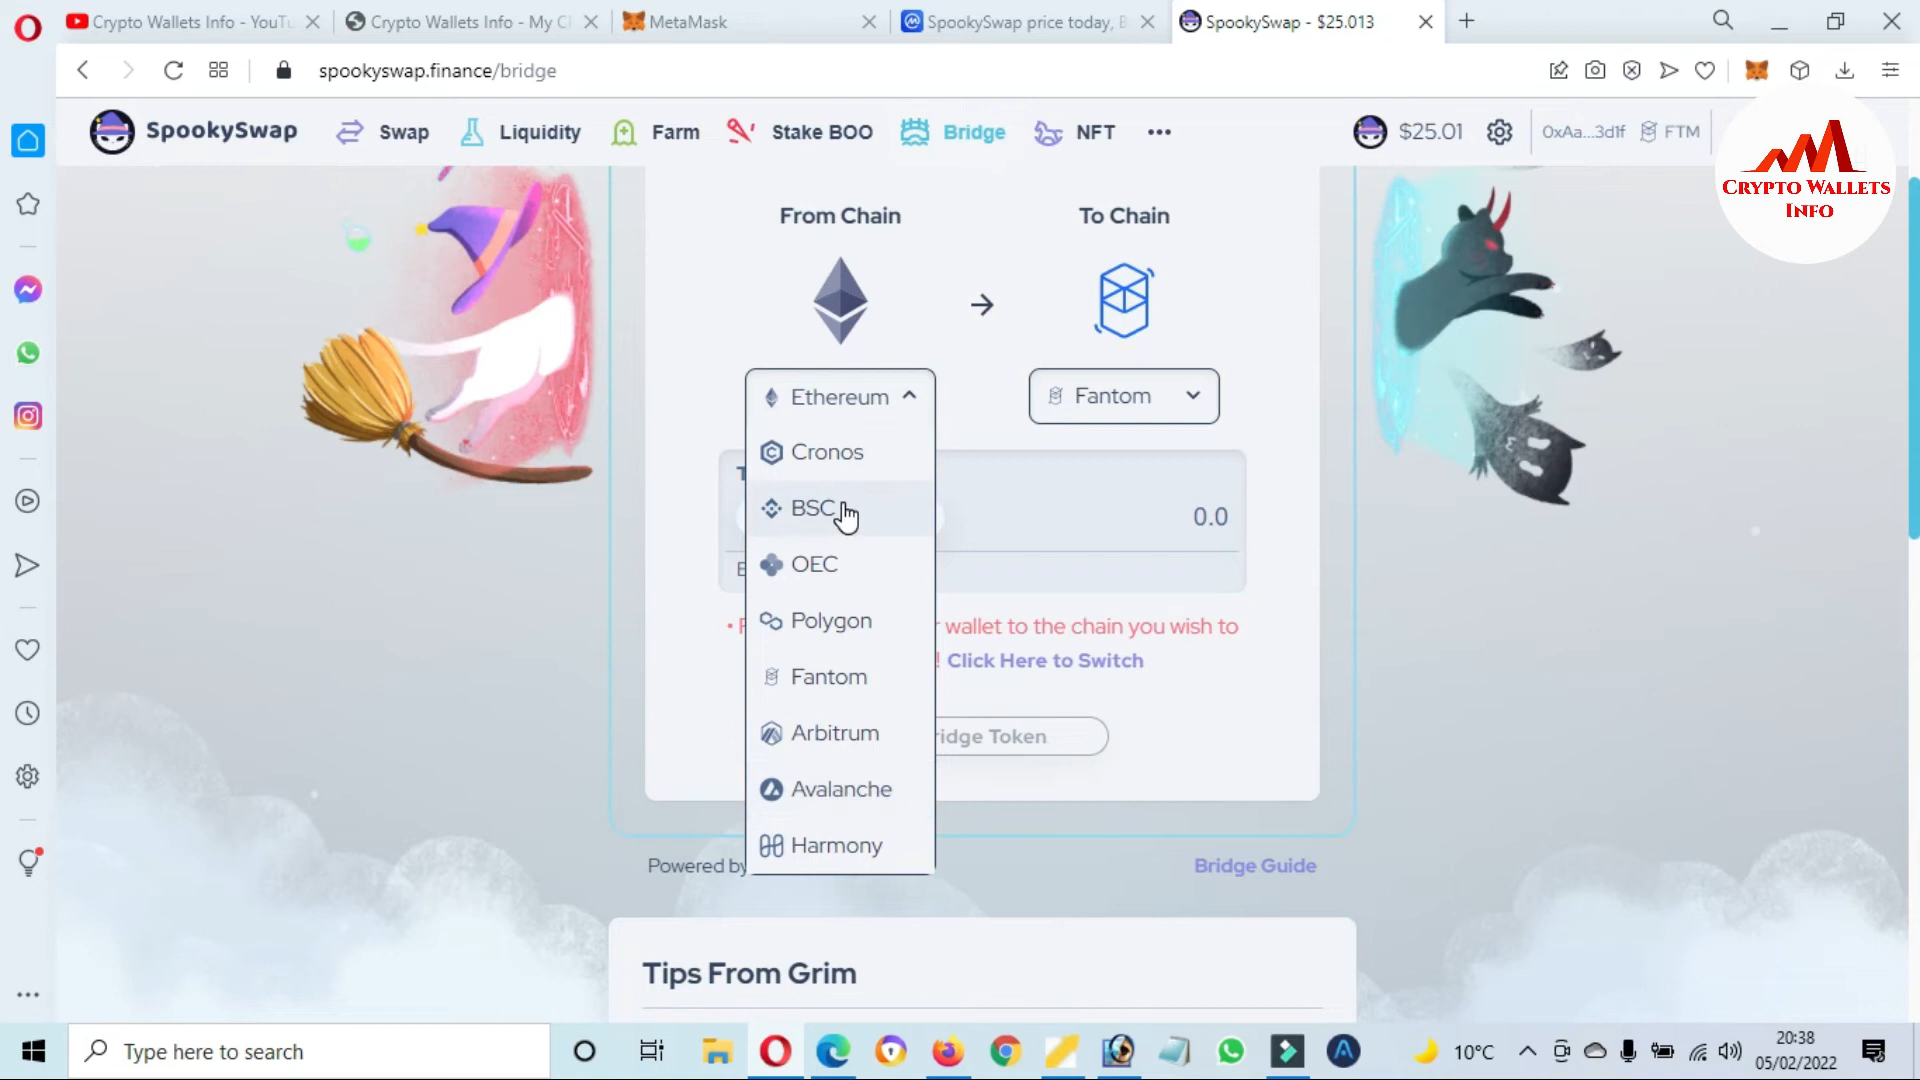 Crypto Wallets Info - YouTu
Crypto Wallets Info - My C
MetaMask
SpookySwap price today, B
SpookySwap - $25.013
spookyswap.finance/bridge
SpookySwap
Swap
Liquidity
Farm
Stake BOO
Bridge
NFT
$25.01
0xAa...3d1f
FTM
CRYPTO WALLETS
INFO
From Chain
To Chain
Ethereum
Fantom
Cronos
BSC
0.0
OEC
Polygon
wallet to the chain you wish to
! Click Here to Switch
Fantom
Arbitrum
ridge Token
Avalanche
Harmony
Powered by
Bridge Guide
Tips From Grim
Type here to search
10°C
20:38
05/02/2022